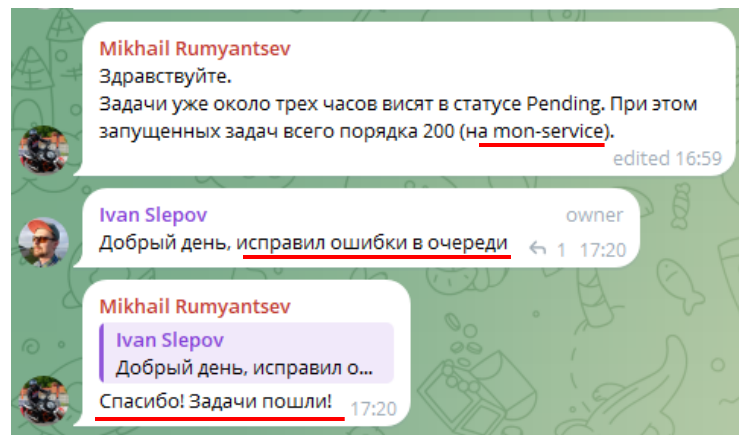 Mikhail Rumyantsev
Здравствуйте.
Задачи уже около трех часов висят в статусе Pending. При этом
запущенных задач всего порядка 200 (на mon-service).
edited 16:59
Ivan Slepov owner
Добрый день, исправил ошибки в очереди 1 17:20
Mikhail Rumyantsev
Ivan Slepov
Добрый день, исправил о...
Спасибо! Задачи пошли! 17:20